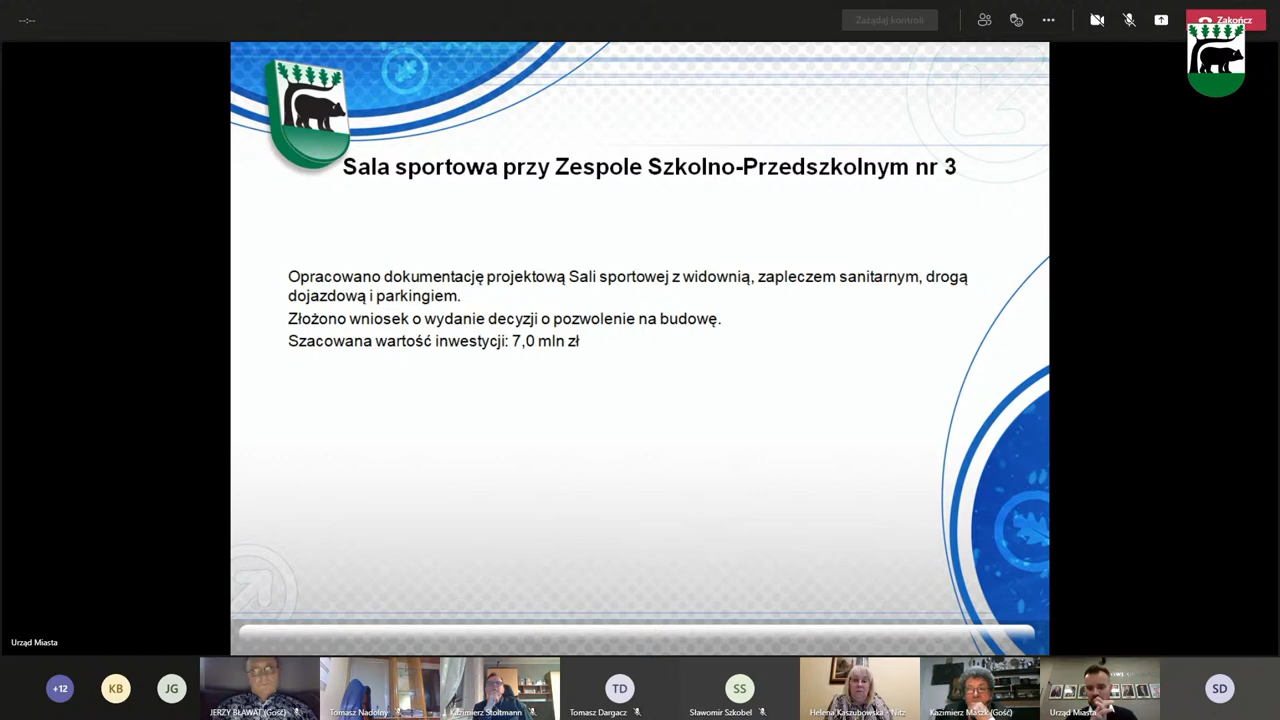 --:--
Zażądaj kontroli
Zakończ
Sala sportowa przy Zespole Szkolno-Przedszkolnym nr 3
Opracowano dokumentację projektową Sali sportowej z widownią, zapleczem sanitarnym, drogą
dojazdową i parkingiem.
Złożono wniosek o wydanie decyzji o pozwolenie na budowę.
Szacowana wartość inwestycji: 7,0 mln zł
Urząd Miasta
+12
KB
JG
JERZY BŁAWAT (Gość)
Tomasz Nadolny
Kazimierz Stoltmann
TD
Tomasz Dargacz
SS
Sławomir Szkobel
Helena Kaszubowska - Nitz
Kazimierz Maszk (Gość)
Urząd Miasta
SD